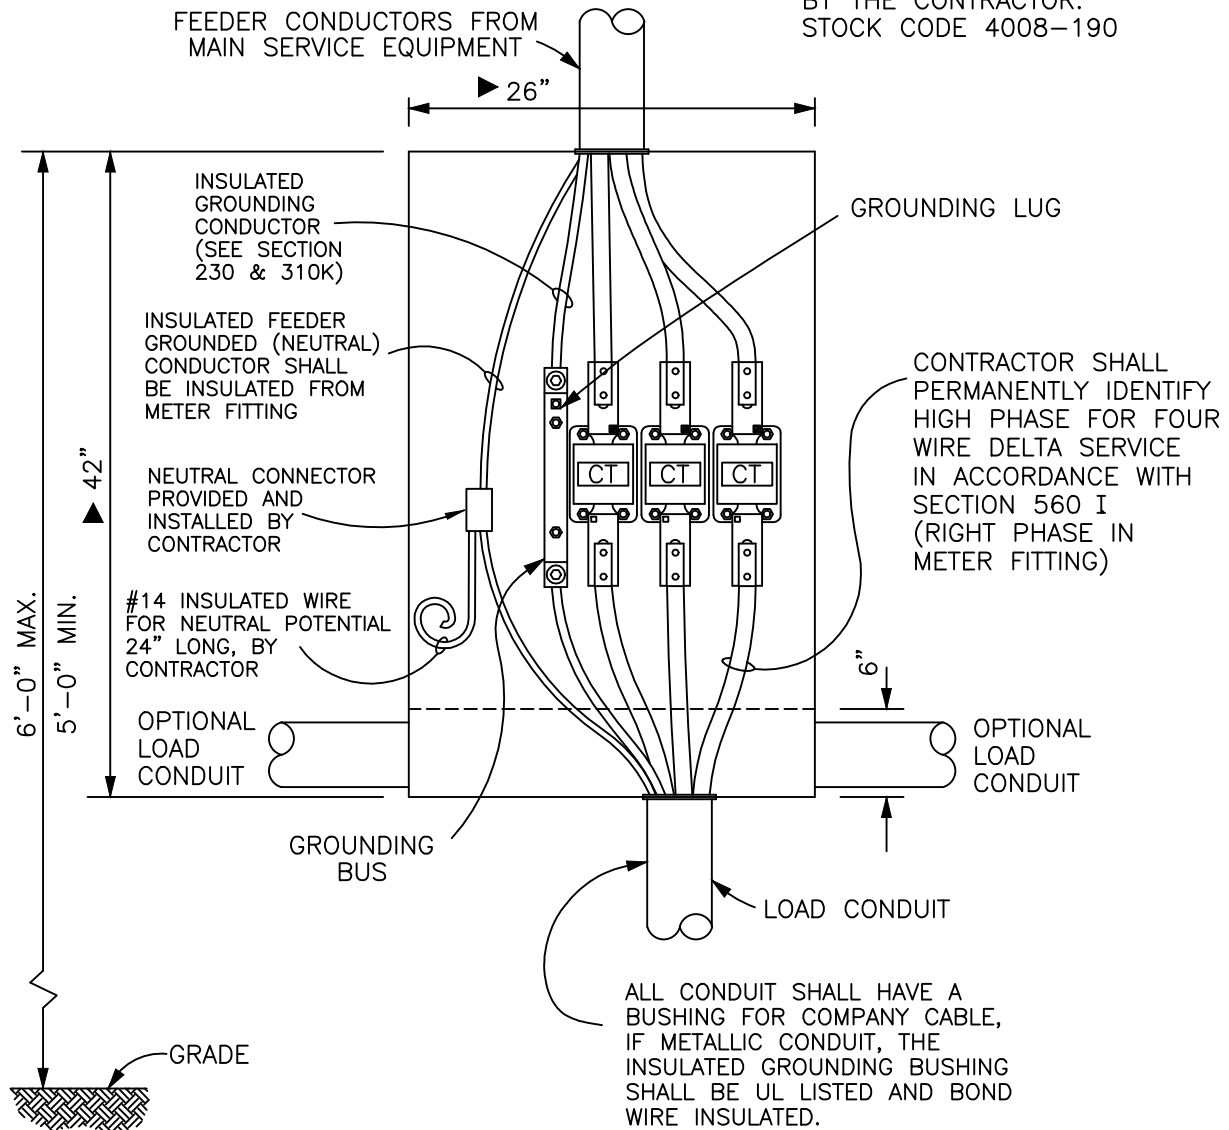 BY THE CONTRACTOR.
STOCK CODE 4008-190
FEEDER CONDUCTORS FROM
MAIN SERVICE EQUIPMENT
26"
INSULATED
GROUNDING
CONDUCTOR
(SEE SECTION
230 & 310K)
GROUNDING LUG
INSULATED FEEDER
GROUNDED (NEUTRAL)
CONDUCTOR SHALL
BE INSULATED FROM
METER FITTING
CONTRACTOR SHALL
PERMANENTLY IDENTIFY
HIGH PHASE FOR FOUR
WIRE DELTA SERVICE
IN ACCORDANCE WITH
SECTION 560 I
(RIGHT PHASE IN
METER FITTING)
42"
CT CT CT
NEUTRAL CONNECTOR
PROVIDED AND
INSTALLED BY
CONTRACTOR
#14 INSULATED WIRE
FOR NEUTRAL POTENTIAL
24" LONG, BY
CONTRACTOR
6'-0" MAX.
5'-0" MIN.
6"
OPTIONAL
LOAD
CONDUIT
OPTIONAL
LOAD
CONDUIT
GROUNDING
BUS
LOAD CONDUIT
ALL CONDUIT SHALL HAVE A
BUSHING FOR COMPANY CABLE,
IF METALLIC CONDUIT, THE
INSULATED GROUNDING BUSHING
SHALL BE UL LISTED AND BOND
WIRE INSULATED.
GRADE